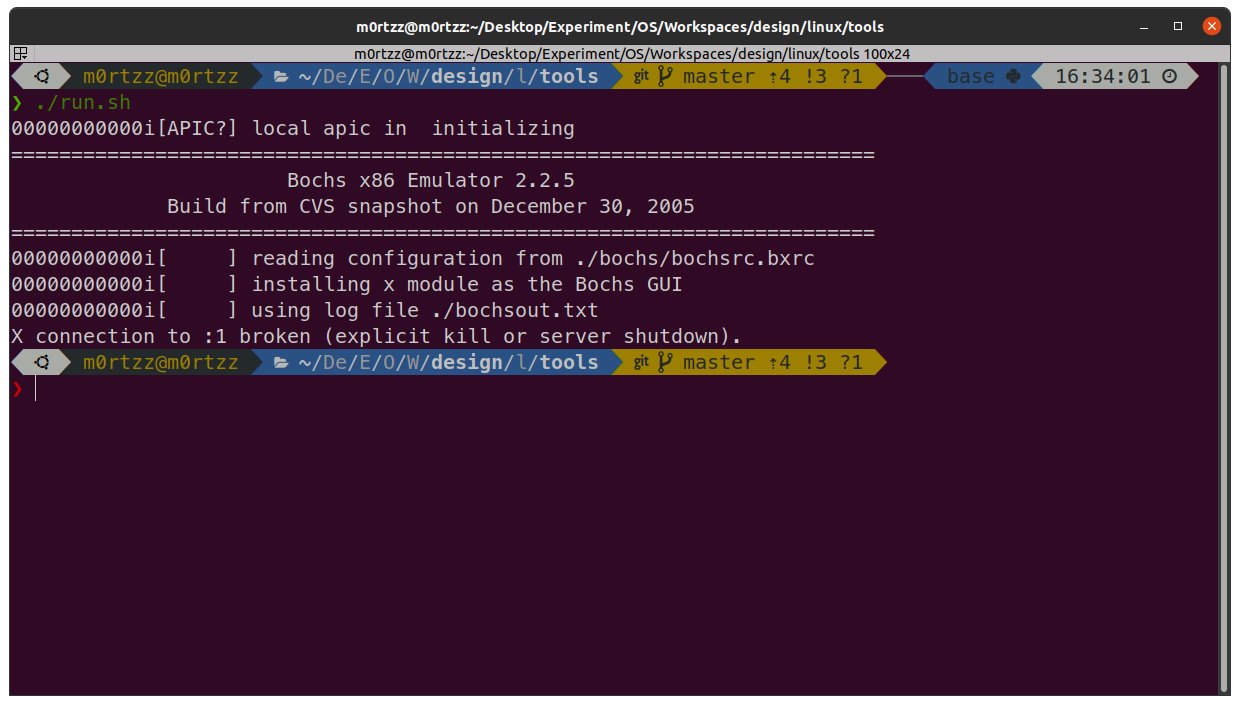 m0rtzz@m0rtzz:~/Desktop/Experiment/OS/Workspaces/design/linux/tools
m0rtzz@m0rtzz:~/Desktop/Experiment/OS/Workspaces/design/linux/tools 100x24
m0rtzz@m0rtzz ~/De/E/O/W/design/l/tools git master ⇡4 !3 ?1 base 16:34:01
❯ ./run.sh
00000000000i[APIC?] local apic in  initializing
========================================================================
Bochs x86 Emulator 2.2.5
Build from CVS snapshot on December 30, 2005
========================================================================
00000000000i[     ] reading configuration from ./bochs/bochsrc.bxrc
00000000000i[     ] installing x module as the Bochs GUI
00000000000i[     ] using log file ./bochsout.txt
X connection to :1 broken (explicit kill or server shutdown).
m0rtzz@m0rtzz ~/De/E/O/W/design/l/tools git master ⇡4 !3 ?1
❯